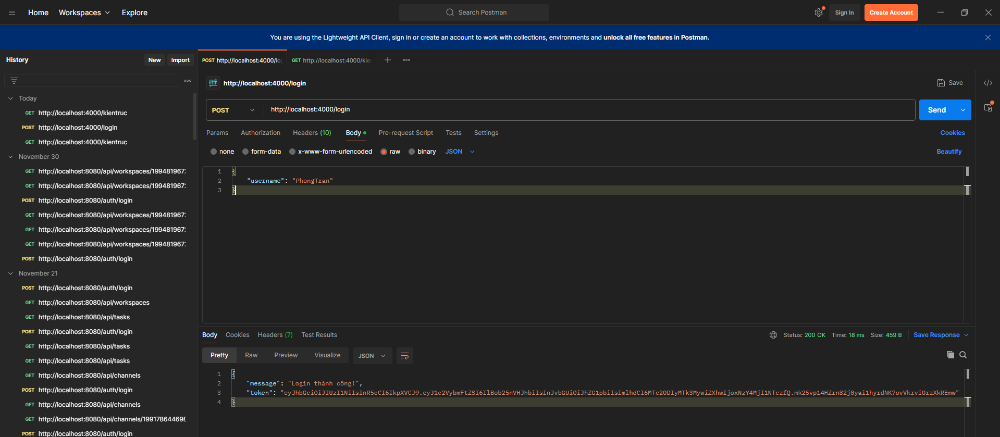 Home Workspaces Explore Search Postman Sign In Create Account
You are using the Lightweight API Client, sign in or create an account to work with collections, environments and unlock all free features in Postman.
History New Import
Today
GET http://localhost:4000/kientruc
POST http://localhost:4000/login
GET http://localhost:4000/kientruc
November 30
GET http://localhost:8080/api/workspaces/199481967
GET http://localhost:8080/api/workspaces/199481967
POST http://localhost:8080/auth/login
GET http://localhost:8080/api/workspaces/199481967
GET http://localhost:8080/api/workspaces/199481967
GET http://localhost:8080/api/workspaces/199481967
POST http://localhost:8080/auth/login
November 21
POST http://localhost:8080/auth/login
GET http://localhost:8080/api/workspaces
GET http://localhost:8080/api/tasks
POST http://localhost:8080/auth/login
GET http://localhost:8080/api/tasks
GET http://localhost:8080/api/tasks
GET http://localhost:8080/api/channels
POST http://localhost:8080/auth/login
GET http://localhost:8080/api/channels
GET http://localhost:8080/api/channels/199178644698
POST http://localhost:8080/auth/login
POST http://localhost:4000/lo GET http://localhost:4000/kie
HTTP http://localhost:4000/login Save
POST http://localhost:4000/login Send
Params Authorization Headers (10) Body Pre-request Script Tests Settings Cookies
none form-data x-www-form-urlencoded raw binary JSON Beautify
1 {
2 "username": "PhongTran"
3 }
Body Cookies Headers (7) Test Results Status: 200 OK Time: 18 ms Size: 459 B Save Response
Pretty Raw Preview Visualize JSON
1 {
2 "message": "Login thành công!",
3 "token": "eyJhbGciOiJIUzI1NiIsInR5cCI6IkpXVCJ9.eyJ1c2VybmFtZSI6IlBob25nVHJhbiIsInJvbGUiOiJhZG1pbiIsImlhdCI6MTc2ODIyMTk3MywiZXhwIjoxNzY4MjI1NTczfQ.mk25vp14HZrn82j0yai1hyrdNK7ovVkrviOrzXkREmw"
4 }